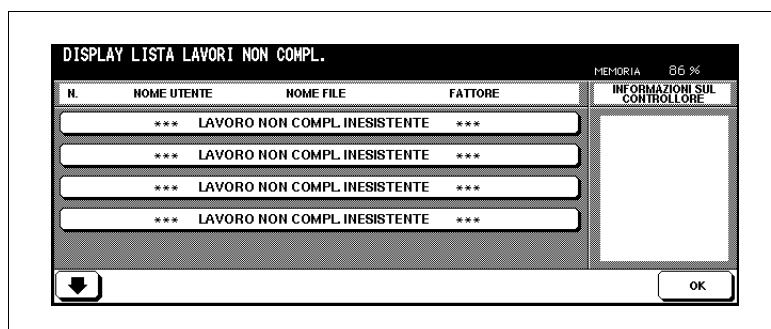 DISPLAY LISTA LAVORI NON COMPL.
MEMORIA 86 %
N. NOME UTENTE NOME FILE FATTORE
INFORMAZIONI SUL
CONTROLLORE
*** LAVORO NON COMPL. INESISTENTE ***
*** LAVORO NON COMPL. INESISTENTE ***
*** LAVORO NON COMPL. INESISTENTE ***
*** LAVORO NON COMPL. INESISTENTE ***
OK